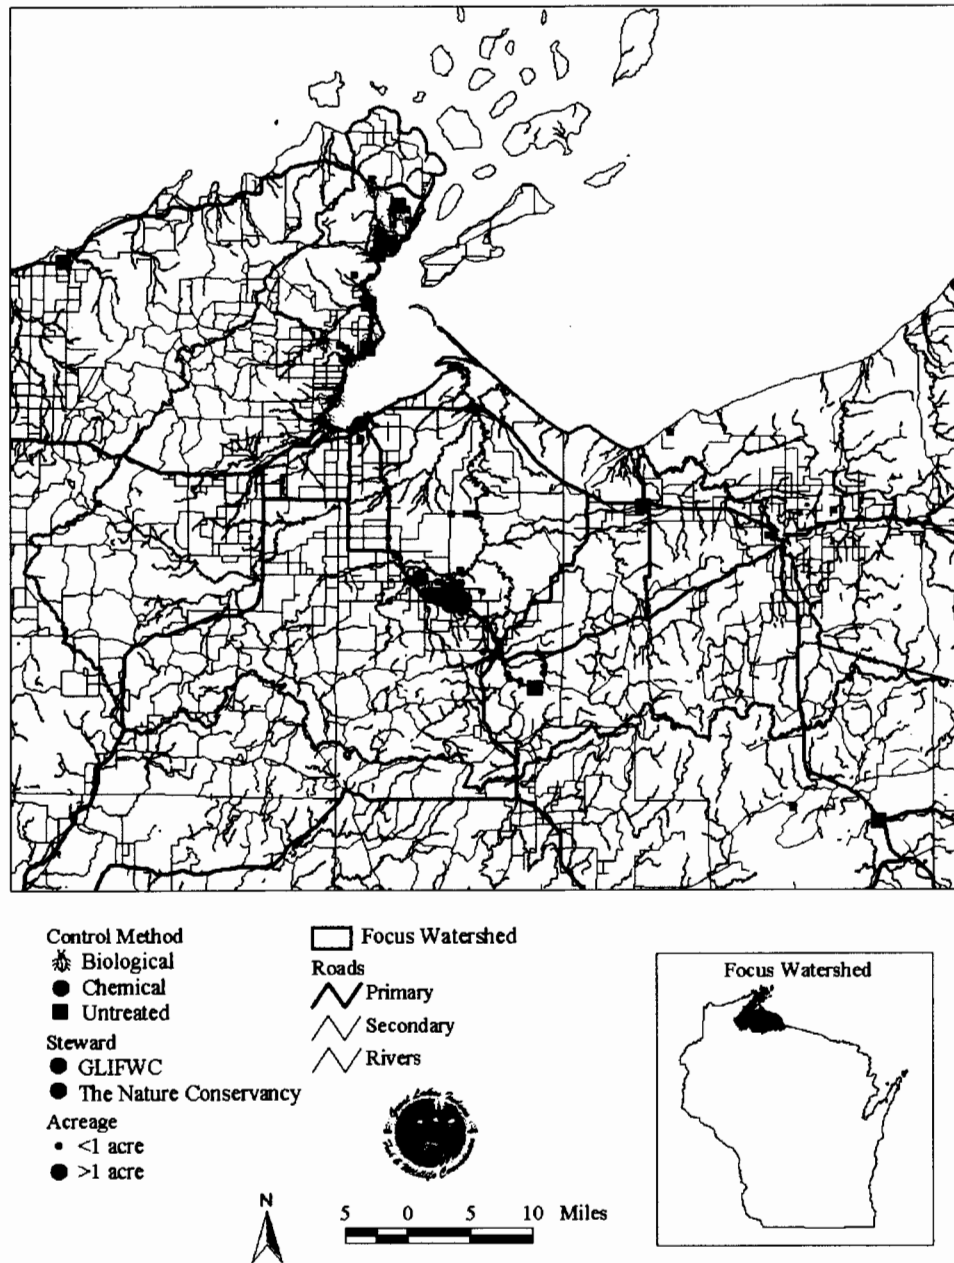 Control Method
Biological
Chemical
Untreated
Steward
GLIFWC
The Nature Conservancy
Acreage
<1 acre
>1 acre
Focus Watershed
Roads
Primary
Secondary
Rivers
Focus Watershed
N
5 0 5 10 Miles